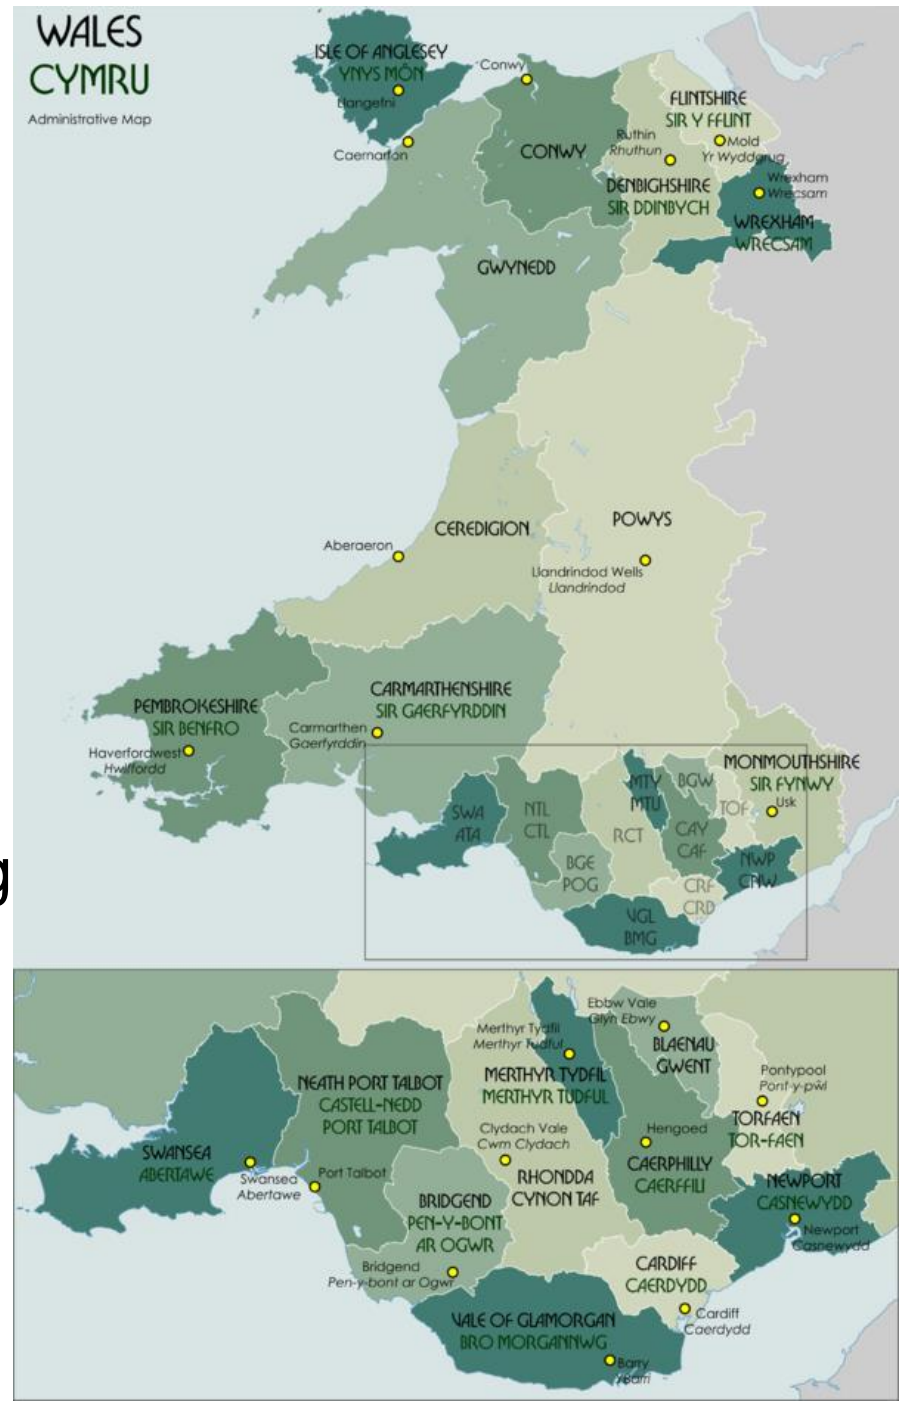 WALES
CYMRU
Administrative Map
ISLE OF ANGLESEY
YNYS MÔN
Llangefni
Caernarfon
Conwy
CONWY
FLINTSHIRE
SIR Y FFLINT
Ruthin
Rhuthun
Mold
Yr Wyddgrug
DENBIGHSHIRE
SIR DDINBYCH
Wrexham
Wrecsam
WREXHAM
WRECSAM
GWYNEDD
CEREDIGION
Aberaeron
POWYS
Llandrindod Wells
Llandrindod
PEMBROKESHIRE
SIR BENFRO
Haverfordwest
Hwlffordd
CARMARTHENSHIRE
SIR GAERFYRDDIN
Carmarthen
Gaerfyrddin
MONMOUTHSHIRE
SIR FYNWY
Usk
SWA
ATA
NTL
CTL
BGE
POG
RCT
MTY
MTU
BGW
TOF
CAY
CAF
NWP
CNW
CRF
CRD
VGL
BMG
g
SWANSEA
ABERTAWE
Swansea
Abertawe
NEATH PORT TALBOT
CASTELL-NEDD
PORT TALBOT
Port Talbot
BRIDGEND
PEN-Y-BONT
AR OGWR
Bridgend
Pen-y-bont ar Ogwr
Merthyr Tydfil
Merthyr Tudful
MERTHYR TYDFIL
MERTHYR TUDFUL
Clydach Vale
Cwm Clydach
RHONDDA
CYNON TAF
Ebbw Vale
Glyn Ebwy
BLAENAU
GWENT
Hengoed
CAERPHILLY
CAERFFILI
Pontypool
Pont-y-pŵl
TORFAEN
TOR-FAEN
NEWPORT
CASNEWYDD
Newport
Casnewydd
CARDIFF
CAERDYDD
Cardiff
Caerdydd
VALE OF GLAMORGAN
BRO MORGANNWG
Barry
Y Barri